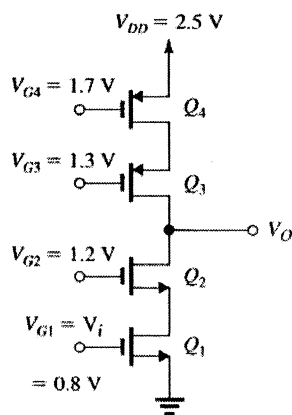 V_DD = 2.5 V
V_G4 = 1.7 V
Q_4
V_G3 = 1.3 V
Q_3
V_O
V_G2 = 1.2 V
Q_2
V_G1 = V_i
Q_1
= 0.8 V